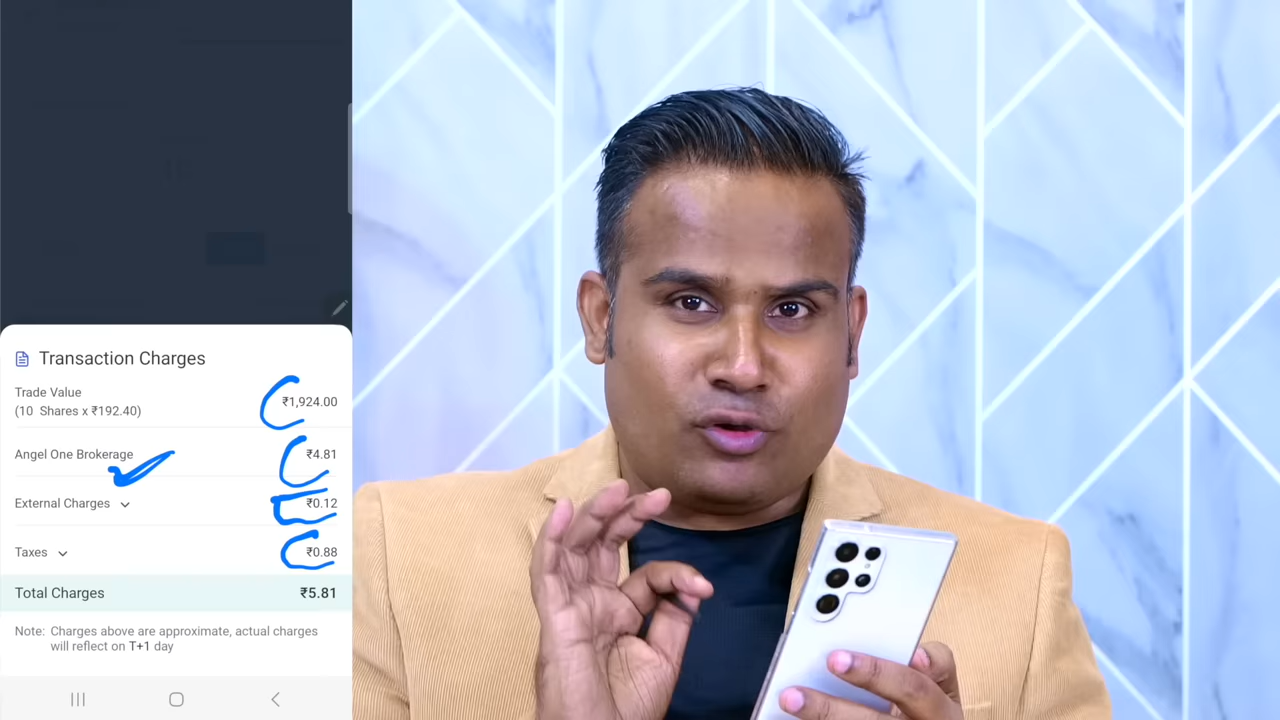 Transaction Charges
Trade Value
(10 Shares x ₹192.40)
₹1,924.00
Angel One Brokerage
₹4.81
External Charges
₹0.12
Taxes
₹0.88
Total Charges
₹5.81
Note: Charges above are approximate, actual charges
will reflect on T+1 day